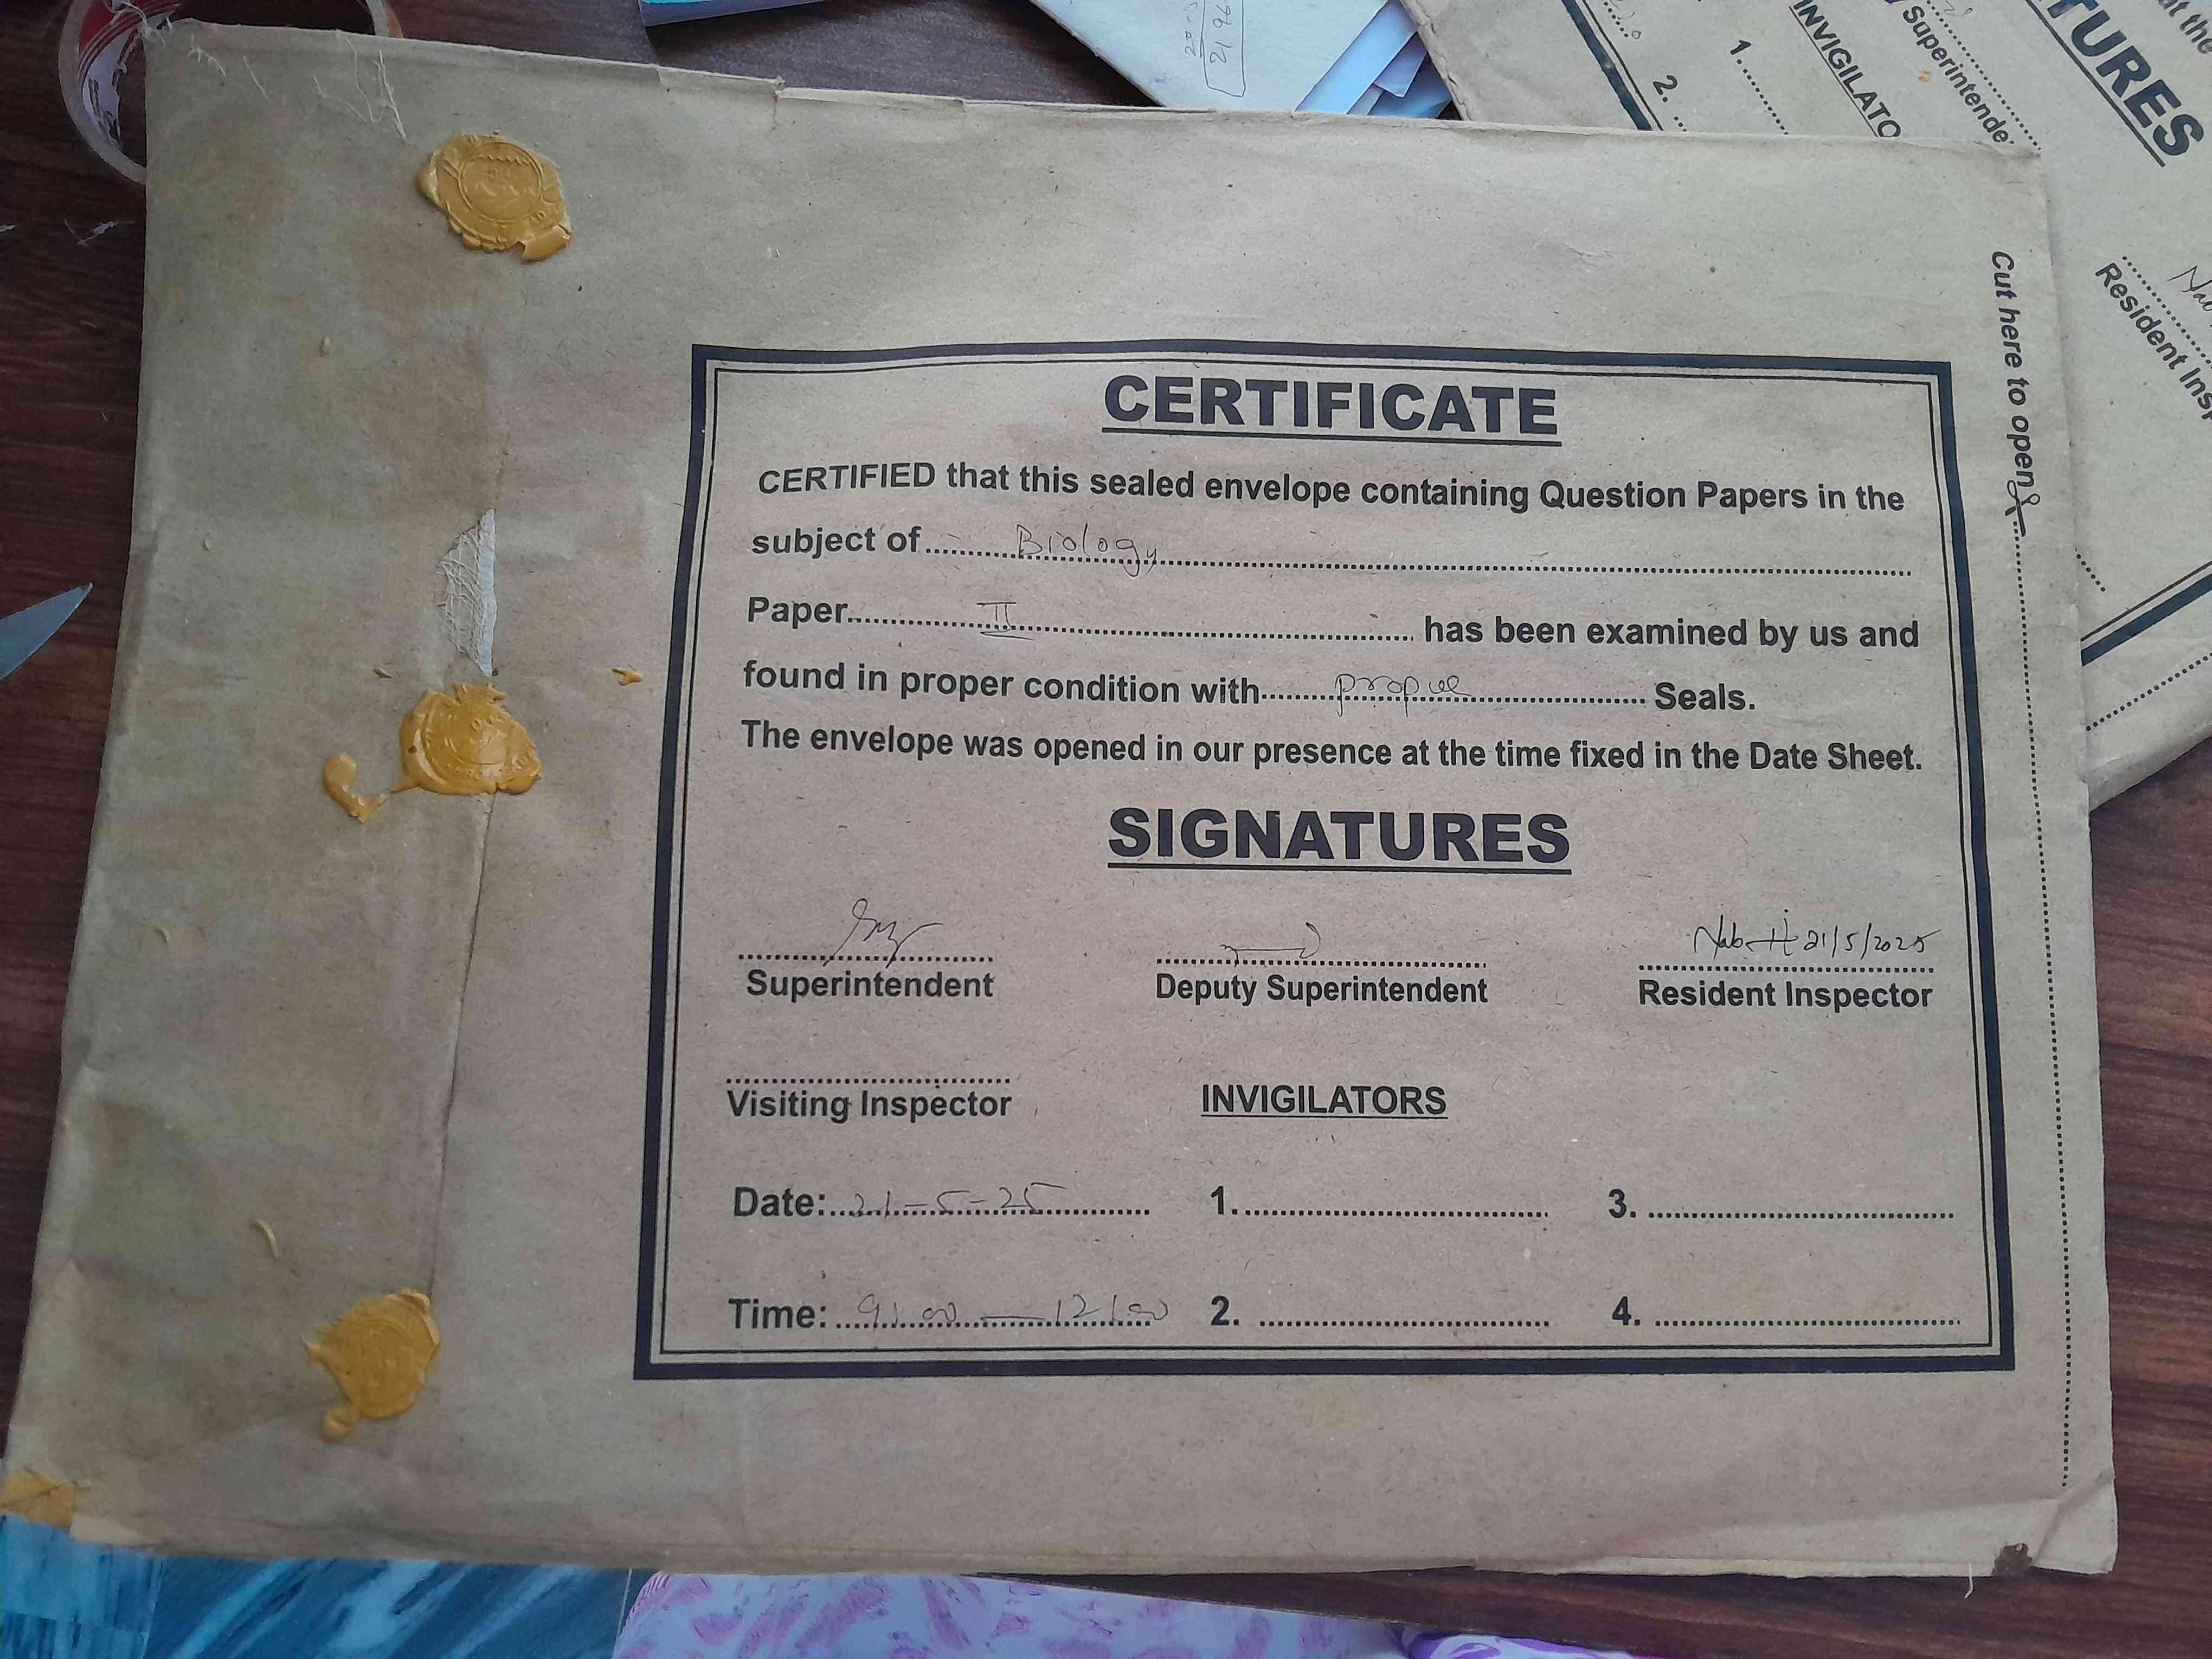 CERTIFICATE
CERTIFIED that this sealed envelope containing Question Papers in the
subject of Biology
Paper II has been examined by us and
found in proper condition with proper Seals.
The envelope was opened in our presence at the time fixed in the Date Sheet.
SIGNATURES
21/5/2025
Superintendent Deputy Superintendent Resident Inspector
Visiting Inspector INVIGILATORS
Date: 21-5-25 1. 3.
Time: 9:00 — 12:00 2. 4.
Cut here to open
TURES
Superintende
INVIGILATO
1.
2.
Resident Insp
at the